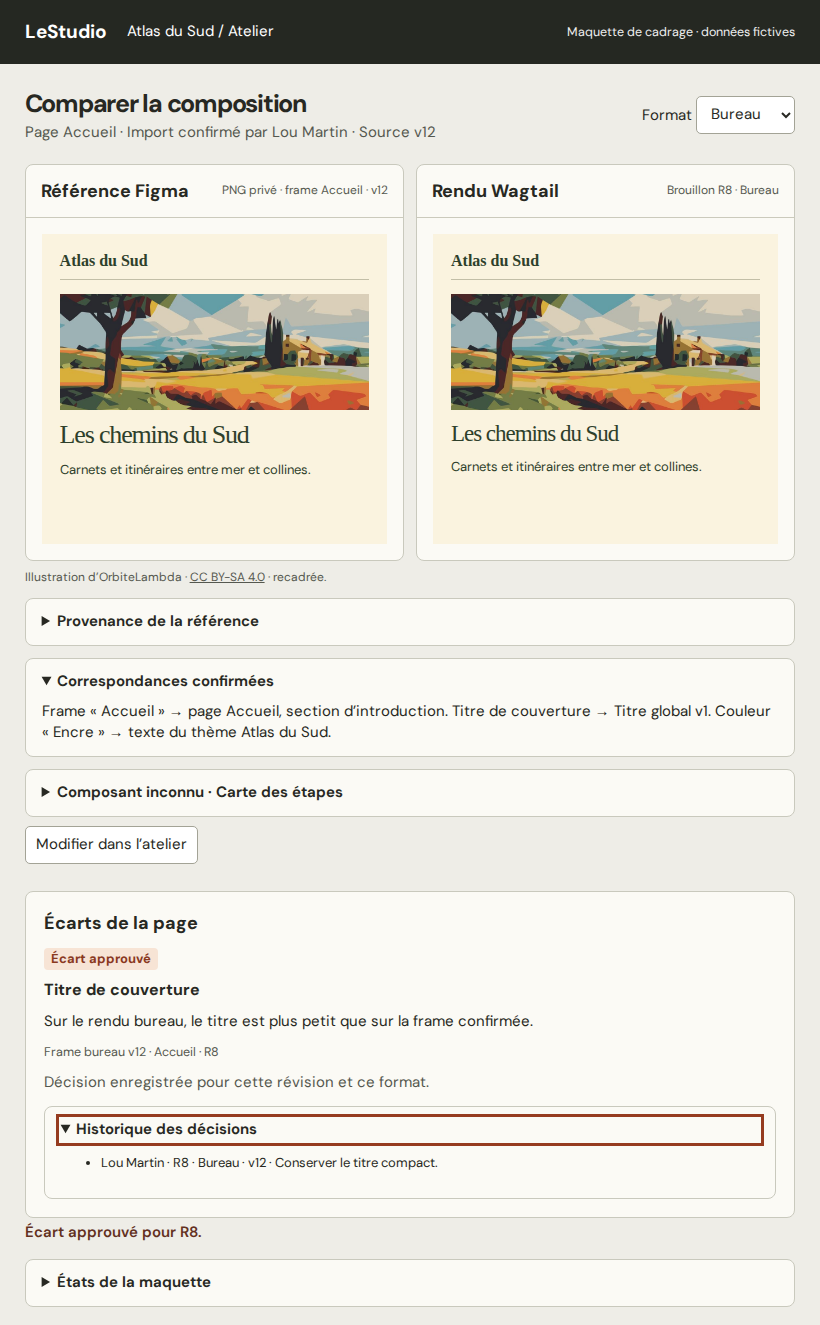 LeStudio Atlas du Sud / Atelier Maquette de cadrage · données fictives
Comparer la composition
Page Accueil · Import confirmé par Lou Martin · Source v12
Format Bureau
Référence Figma PNG privé · frame Accueil · v12
Atlas du Sud
Les chemins du Sud
Carnets et itinéraires entre mer et collines.
Rendu Wagtail Brouillon R8 · Bureau
Atlas du Sud
Les chemins du Sud
Carnets et itinéraires entre mer et collines.
Illustration d’OrbiteLambda · CC BY-SA 4.0 · recadrée.
Provenance de la référence
Correspondances confirmées
Frame « Accueil » → page Accueil, section d’introduction. Titre de couverture → Titre global v1. Couleur
« Encre » → texte du thème Atlas du Sud.
Composant inconnu · Carte des étapes
Modifier dans l’atelier
Écarts de la page
Écart approuvé
Titre de couverture
Sur le rendu bureau, le titre est plus petit que sur la frame confirmée.
Frame bureau v12 · Accueil · R8
Décision enregistrée pour cette révision et ce format.
Historique des décisions
• Lou Martin · R8 · Bureau · v12 · Conserver le titre compact.
Écart approuvé pour R8.
États de la maquette